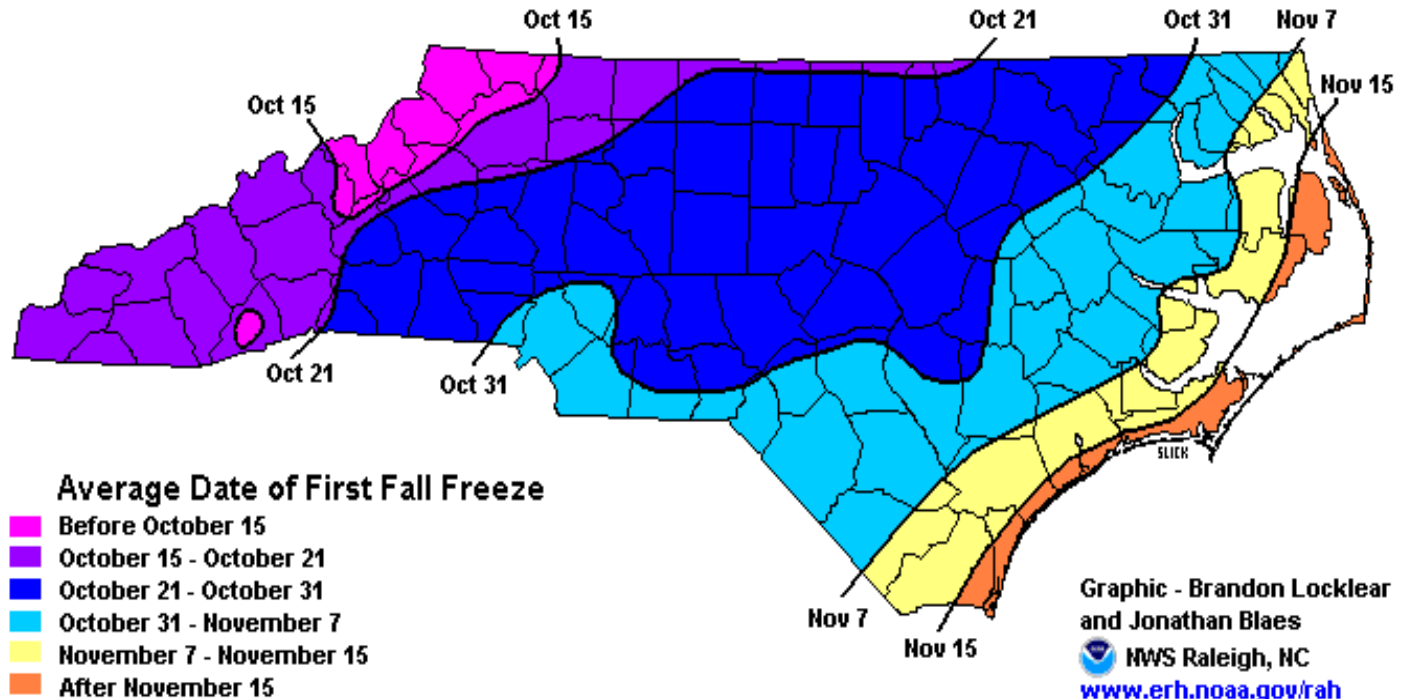 Oct 15
Oct 21
Oct 31
Nov 7
Nov 15
Oct 15
Oct 21
Oct 31
SLICK
Nov 7
Nov 15
Average Date of First Fall Freeze
Before October 15
October 15 - October 21
October 21 - October 31
October 31 - November 7
November 7 - November 15
After November 15
Graphic - Brandon Locklear
and Jonathan Blaes
NWS Raleigh, NC
www.erh.noaa.gov/rah